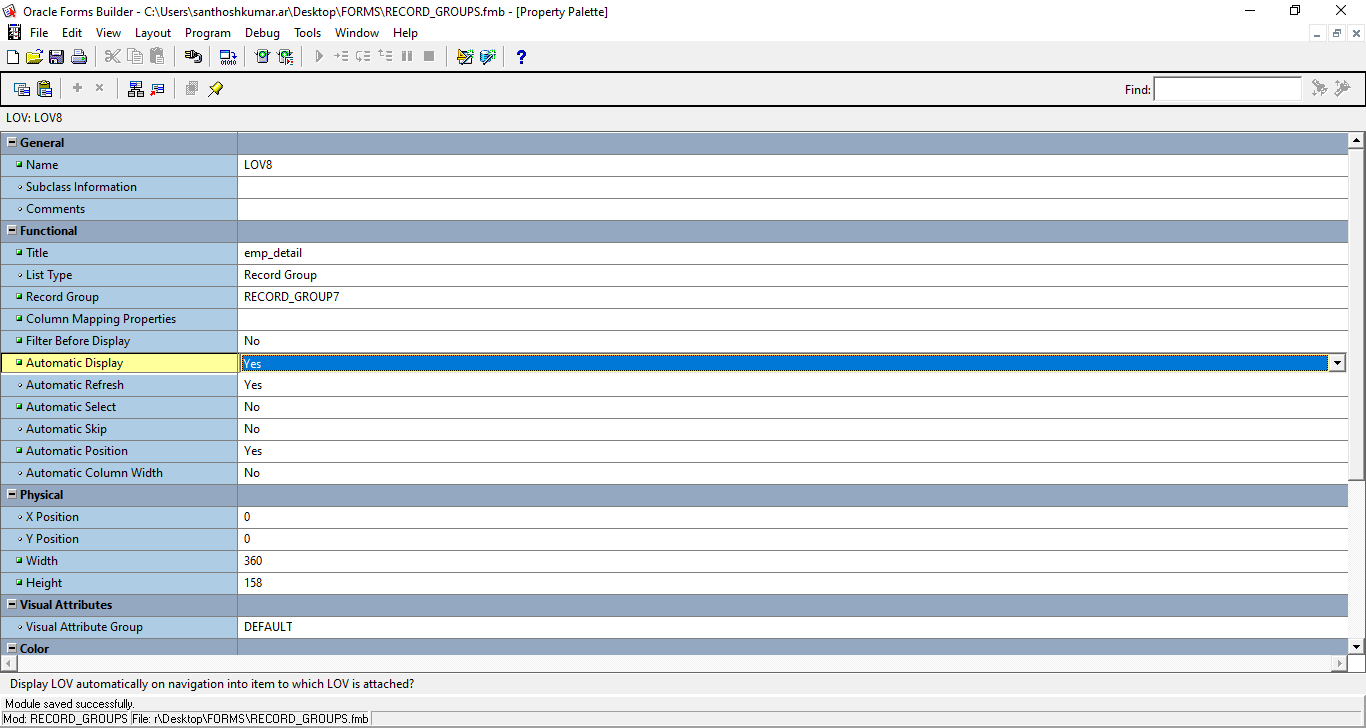 Oracle Forms Builder - C:\Users\santhoshkumar.ar\Desktop\FORMS\RECORD_GROUPS.fmb - [Property Palette]
File Edit View Layout Program Debug Tools Window Help
Find:
LOV: LOV8
General
Name LOV8
Subclass Information
Comments
Functional
Title emp_detail
List Type Record Group
Record Group RECORD_GROUP7
Column Mapping Properties
Filter Before Display No
Automatic Display Yes
Automatic Refresh Yes
Automatic Select No
Automatic Skip No
Automatic Position Yes
Automatic Column Width No
Physical
X Position 0
Y Position 0
Width 360
Height 158
Visual Attributes
Visual Attribute Group DEFAULT
Color
Display LOV automatically on navigation into item to which LOV is attached?
Module saved successfully.
Mod: RECORD_GROUPS File: r\Desktop\FORMS\RECORD_GROUPS.fmb